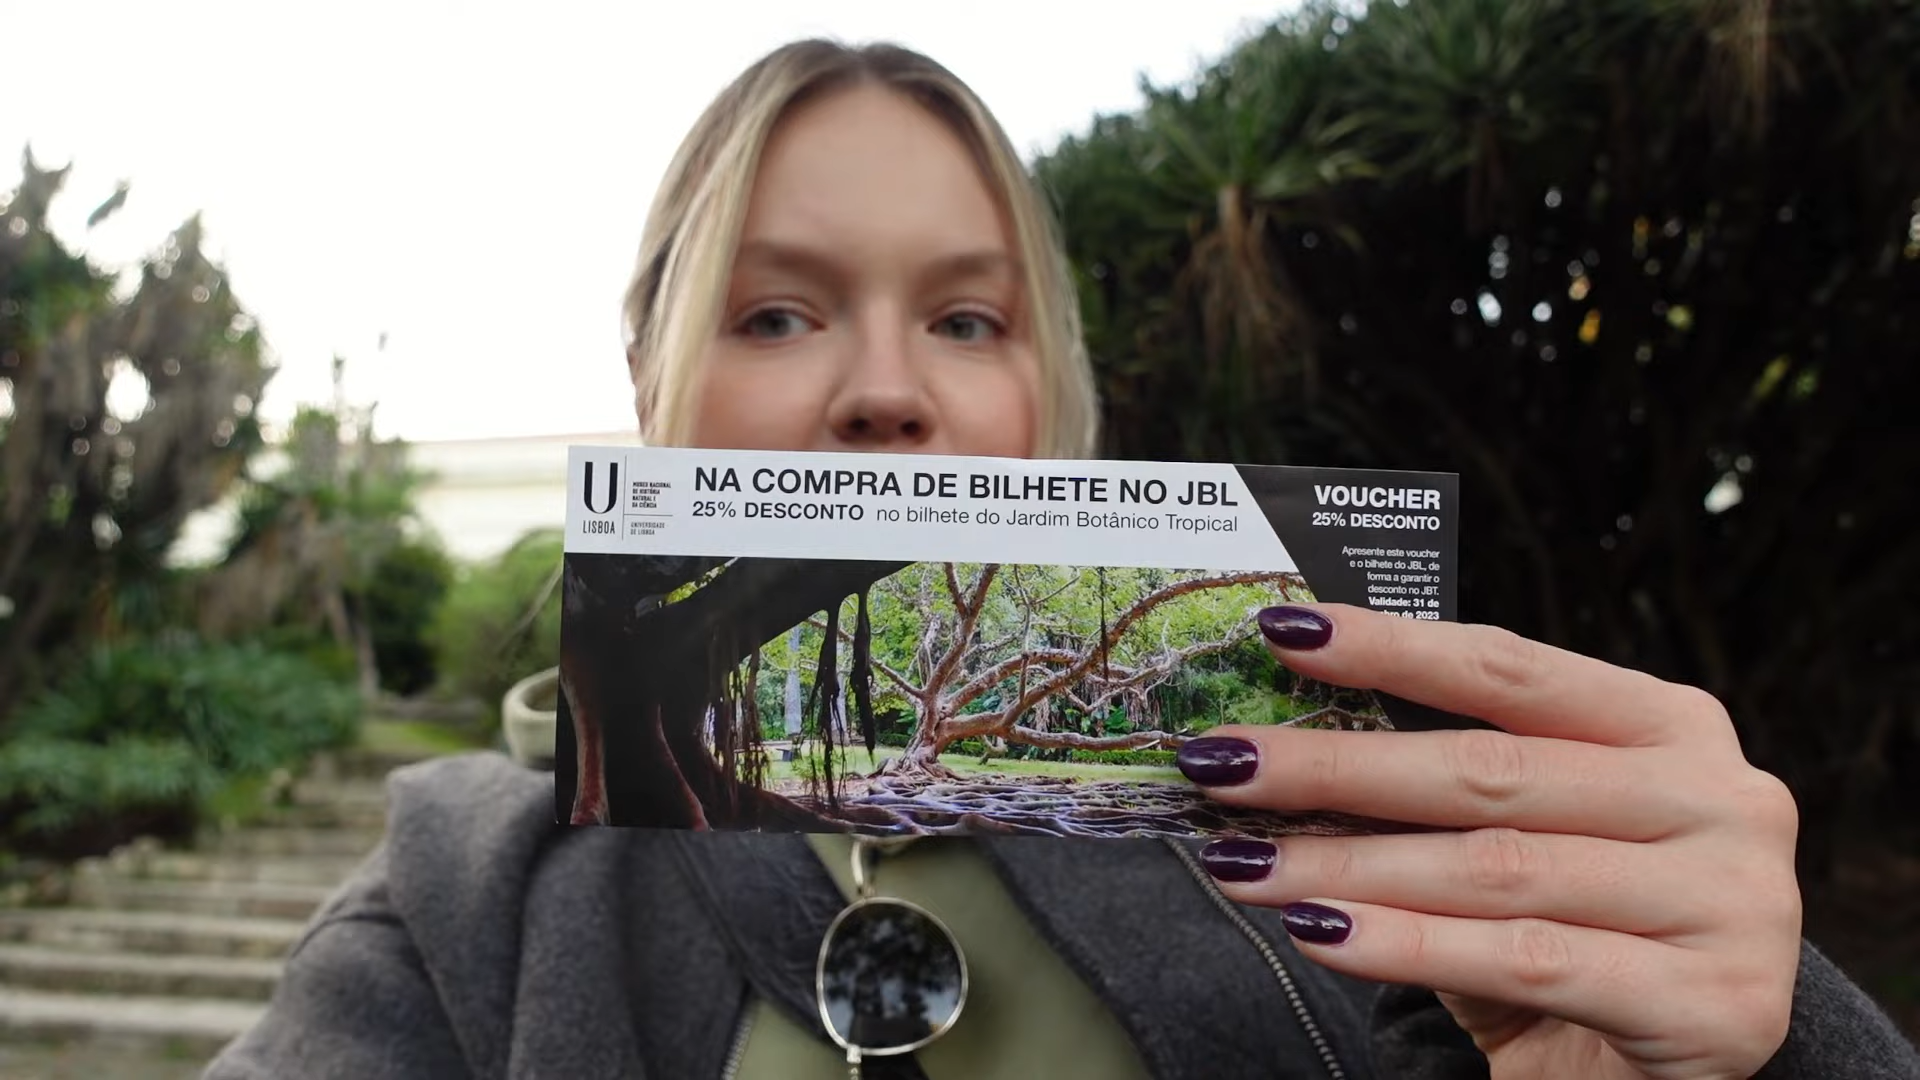 U
LISBOA
MUSEU NACIONAL
DE HISTÓRIA
NATURAL E
DA CIÊNCIA
UNIVERSIDADE
DE LISBOA
NA COMPRA DE BILHETE NO JBL
25% DESCONTO no bilhete do Jardim Botânico Tropical
VOUCHER
25% DESCONTO
Apresente este voucher
e o bilhete do JBL, de
forma a garantir o
desconto no JBT.
Validade: 31 de
de 2023